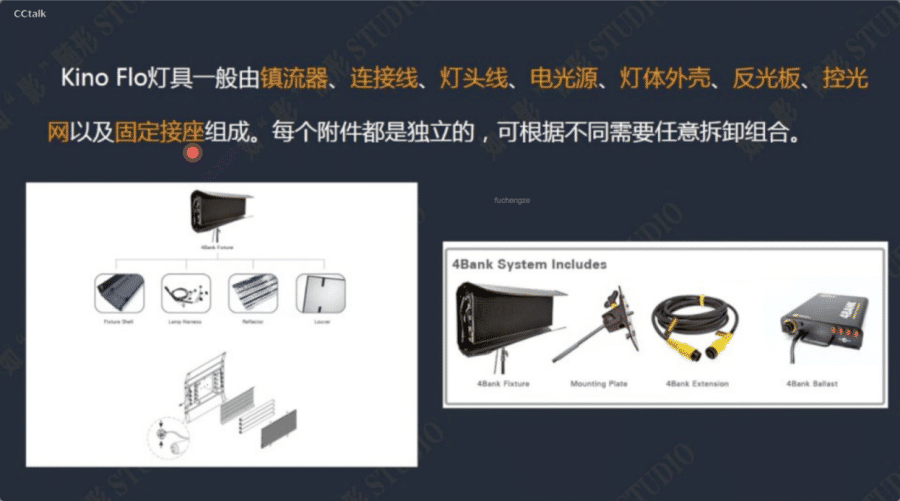 CCtalk
Kino Flo灯具一般由镇流器、连接线、灯头线、电光源、灯体外壳、反光板、控光
网以及固定接座组成。每个附件都是独立的，可根据不同需要任意拆卸组合。
fuchengze
4Bank Fixture
Fixture Shell
Lamp Harness
Reflector
Louver
4Bank System Includes
4BANK
4Bank Fixture
Mounting Plate
4Bank Extension
4Bank Ballast